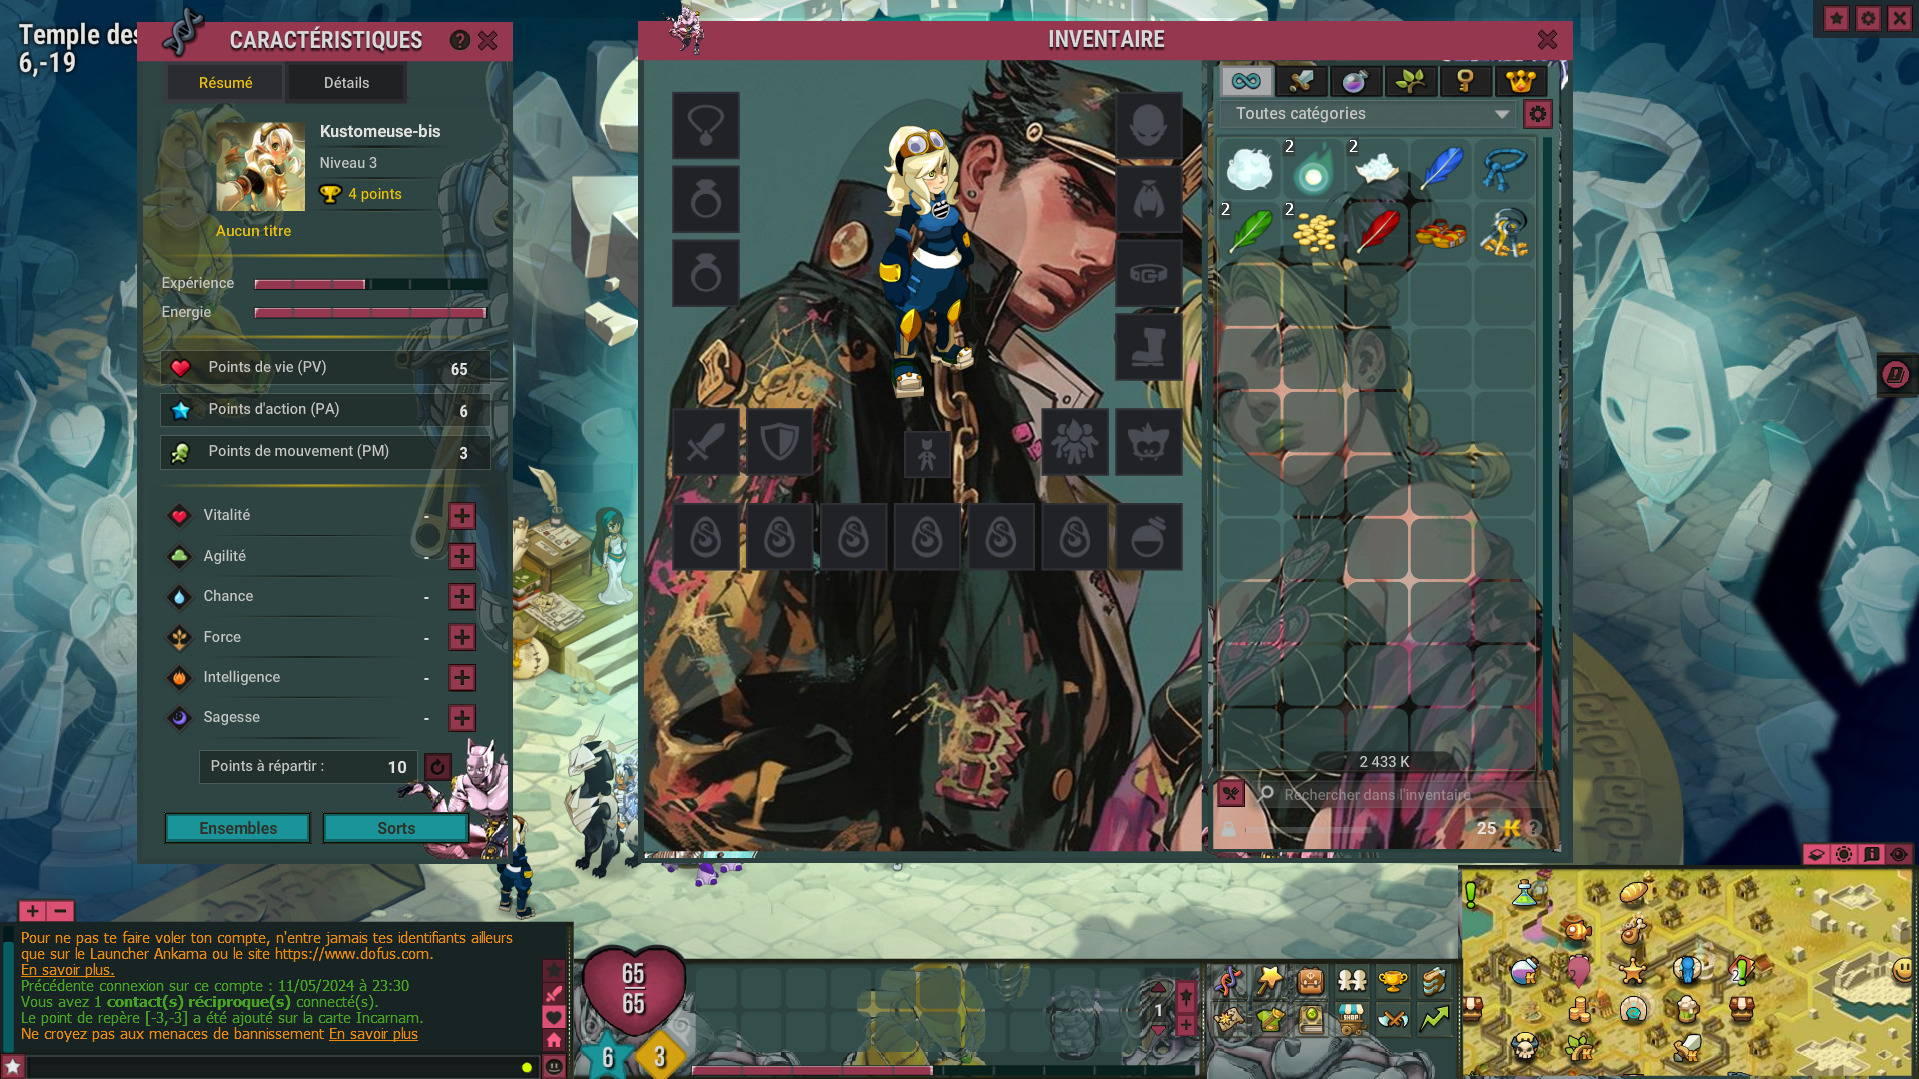 Temple des
6,-19
CARACTÉRISTIQUES
?
Résumé
Détails
Kustomeuse-bis
Niveau 3
4 points
Aucun titre
Expérience
Energie
Points de vie (PV) 65
Points d'action (PA) 6
Points de mouvement (PM) 3
Vitalité - +
Agilité - +
Chance - +
Force - +
Intelligence - +
Sagesse - +
Points à répartir : 10
Ensembles
Sorts
INVENTAIRE
Toutes catégories
2 2
2 2
2 433 K
Rechercher dans l'inventaire
25 K ?
+ -
Pour ne pas te faire voler ton compte, n'entre jamais tes identifiants ailleurs
que sur le Launcher Ankama ou le site https://www.dofus.com.
En savoir plus.
Précédente connexion sur ce compte : 11/05/2024 à 23:30
Vous avez 1 contact(s) réciproque(s) connecté(s).
Le point de repère [-3,-3] a été ajouté sur la carte Incarnam.
Ne croyez pas aux menaces de bannissement En savoir plus
65
65
6
3
1
SHOP
2